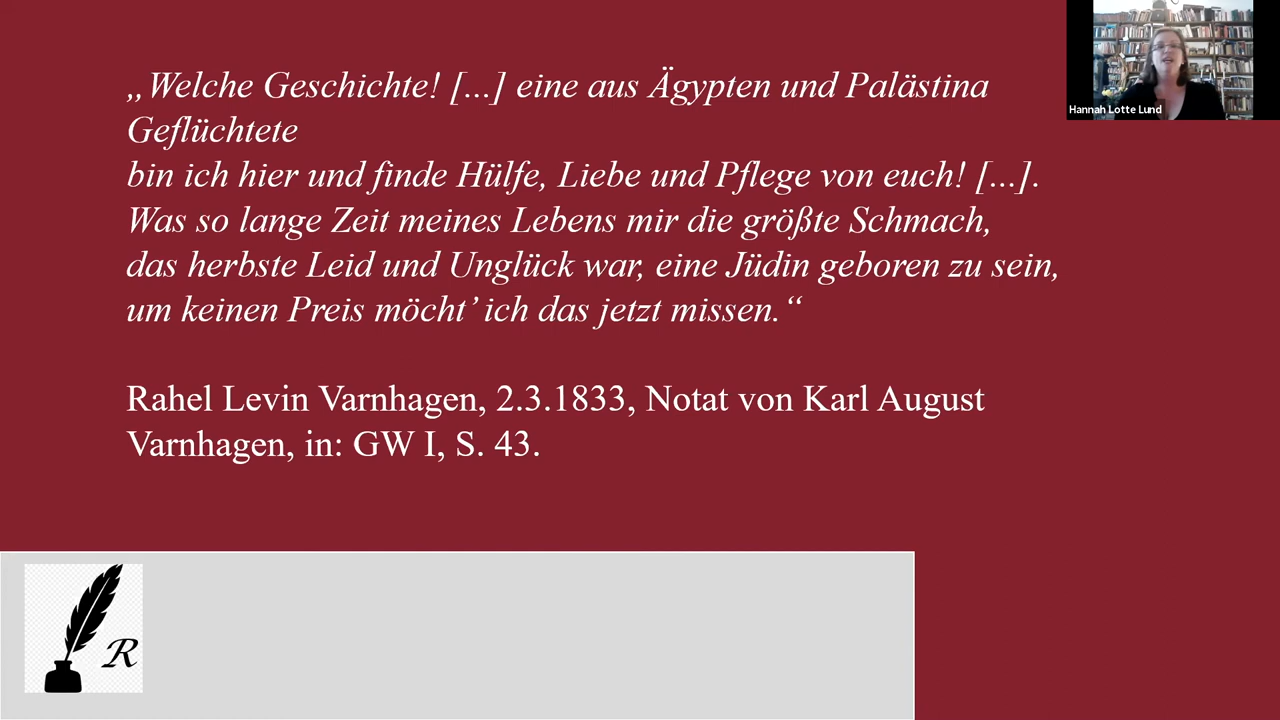 „Welche Geschichte! [...] eine aus Ägypten und Palästina
Geflüchtete
bin ich hier und finde Hülfe, Liebe und Pflege von euch! [...].
Was so lange Zeit meines Lebens mir die größte Schmach,
das herbste Leid und Unglück war, eine Jüdin geboren zu sein,
um keinen Preis möcht’ ich das jetzt missen.“
Rahel Levin Varnhagen, 2.3.1833, Notat von Karl August
Varnhagen, in: GW I, S. 43.
Hannah Lotte Lund
R